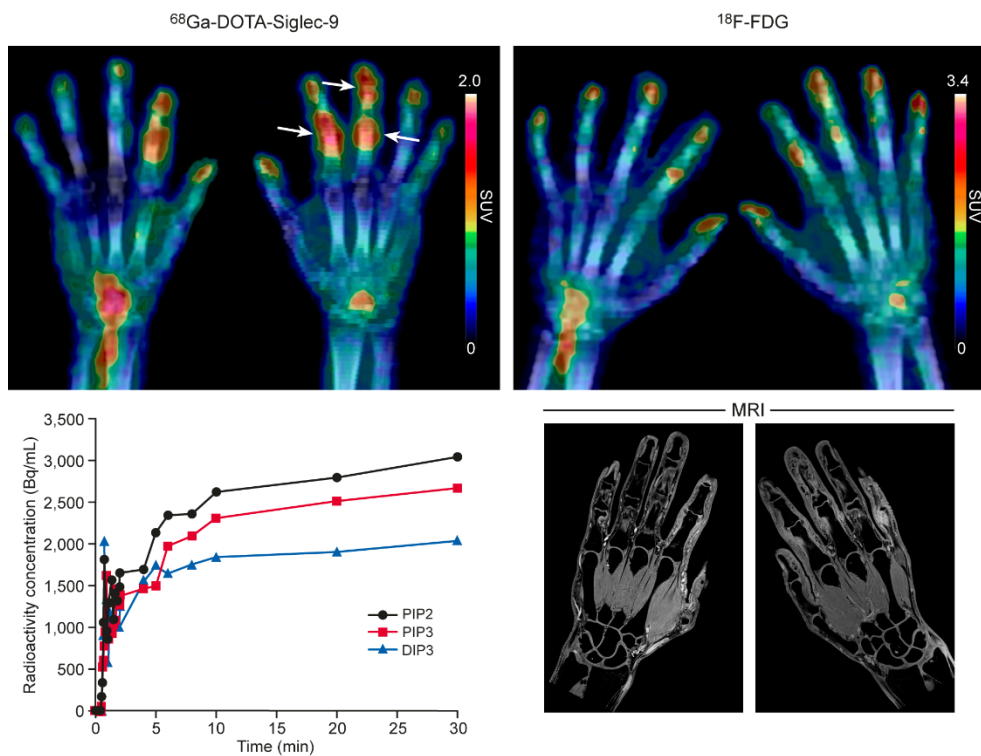 ⁶⁸Ga-DOTA-Siglec-9
¹⁸F-FDG
2.0
SUV
0
3.4
SUV
0
3,500
3,000
2,500
2,000
1,500
1,000
500
0
Radioactivity concentration (Bq/mL)
PIP2
PIP3
DIP3
0 5 10 15 20 25 30
Time (min)
MRI